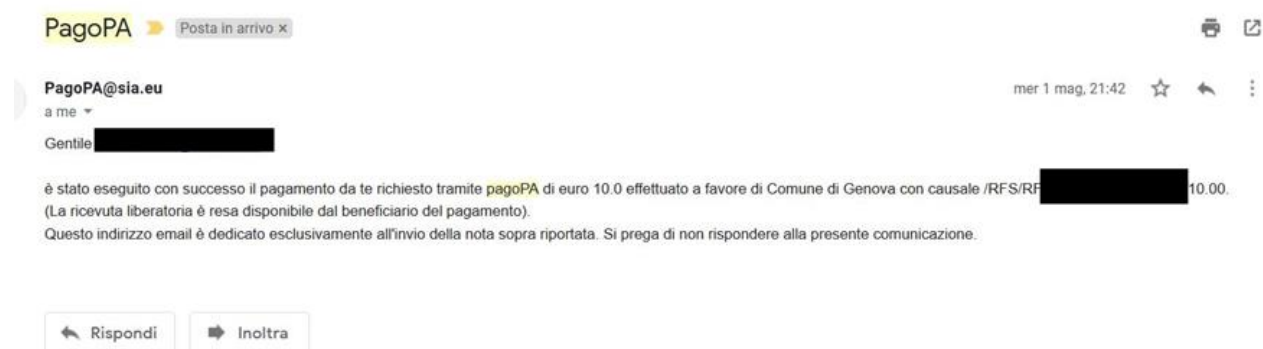 PagoPA Posta in arrivo ×
PagoPA@sia.eu mer 1 mag, 21:42
a me
Gentile
è stato eseguito con successo il pagamento da te richiesto tramite pagoPA di euro 10.0 effettuato a favore di Comune di Genova con causale /RFS/RF 10.00.
(La ricevuta liberatoria è resa disponibile dal beneficiario del pagamento).
Questo indirizzo email è dedicato esclusivamente all'invio della nota sopra riportata. Si prega di non rispondere alla presente comunicazione.
Rispondi Inoltra